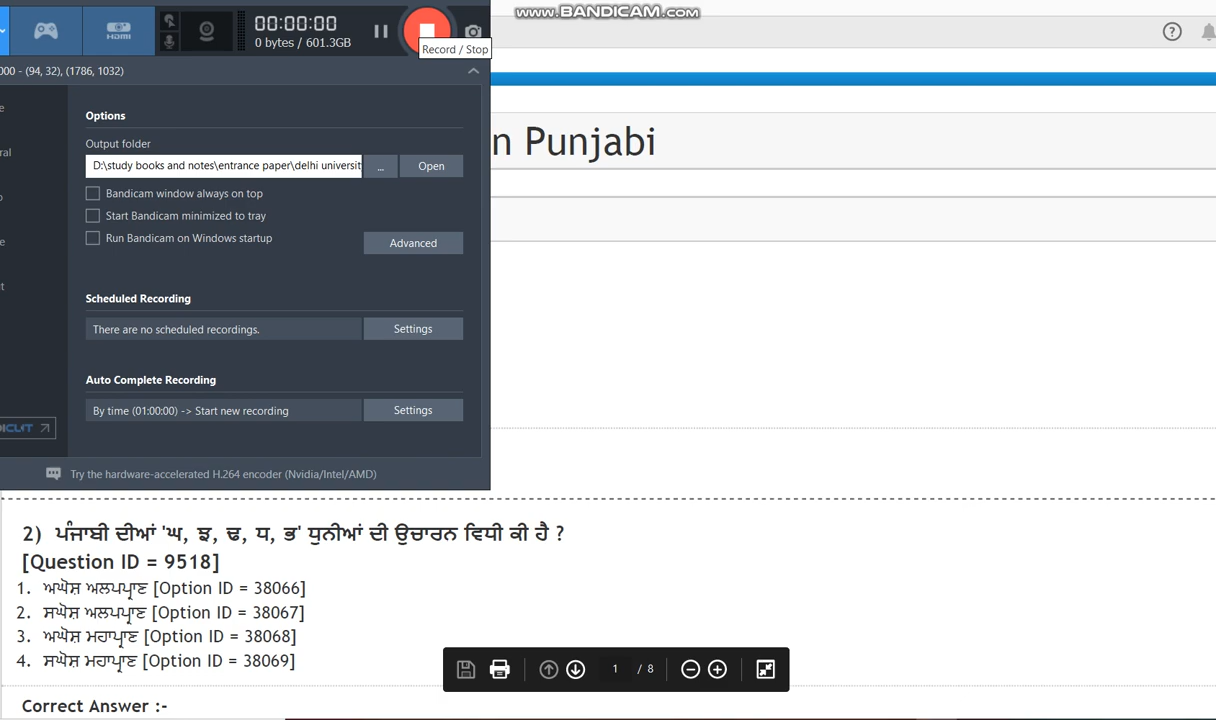 www.BANDICAM.com
HDMI
00:00:00
0 bytes / 601.3GB
Record / Stop
000 - (94, 32), (1786, 1032)
n Punjabi
Options
Output folder
D:\study books and notes\entrance paper\delhi universit
...
Open
Bandicam window always on top
Start Bandicam minimized to tray
Run Bandicam on Windows startup
Advanced
Scheduled Recording
There are no scheduled recordings.
Settings
Auto Complete Recording
By time (01:00:00) -> Start new recording
Settings
DICUT
Try the hardware-accelerated H.264 encoder (Nvidia/Intel/AMD)
2) ਪੰਜਾਬੀ ਦੀਆਂ 'ਘ, ਝ, ਢ, ਧ, ਭ' ਧੁਨੀਆਂ ਦੀ ਉਚਾਰਨ ਵਿਧੀ ਕੀ ਹੈ ?
[Question ID = 9518]
1. ਅਘੋਸ਼ ਅਲਪਪ੍ਰਾਣ [Option ID = 38066]
2. ਸਘੋਸ਼ ਅਲਪਪ੍ਰਾਣ [Option ID = 38067]
3. ਅਘੋਸ਼ ਮਹਾਪ੍ਰਾਣ [Option ID = 38068]
4. ਸਘੋਸ਼ ਮਹਾਪ੍ਰਾਣ [Option ID = 38069]
1 / 8
Correct Answer :-